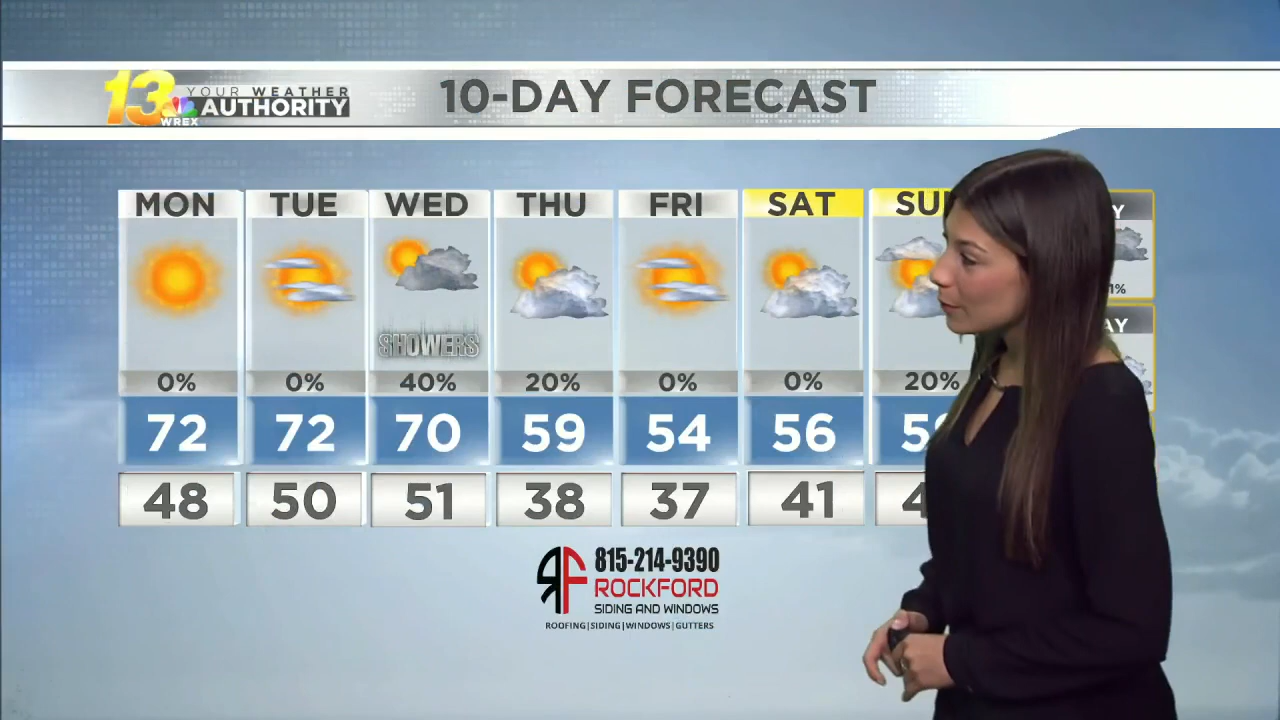 13 YOUR WEATHER
AUTHORITY
WREX
10-DAY FORECAST
MON TUE WED THU FRI SAT
SHOWERS
0% 0% 40% 20% 0% 0% 20%
72 72 70 59 54 56
48 50 51 38 37 41
815-214-9390
RF ROCKFORD
SIDING AND WINDOWS
ROOFING|SIDING|WINDOWS|GUTTERS